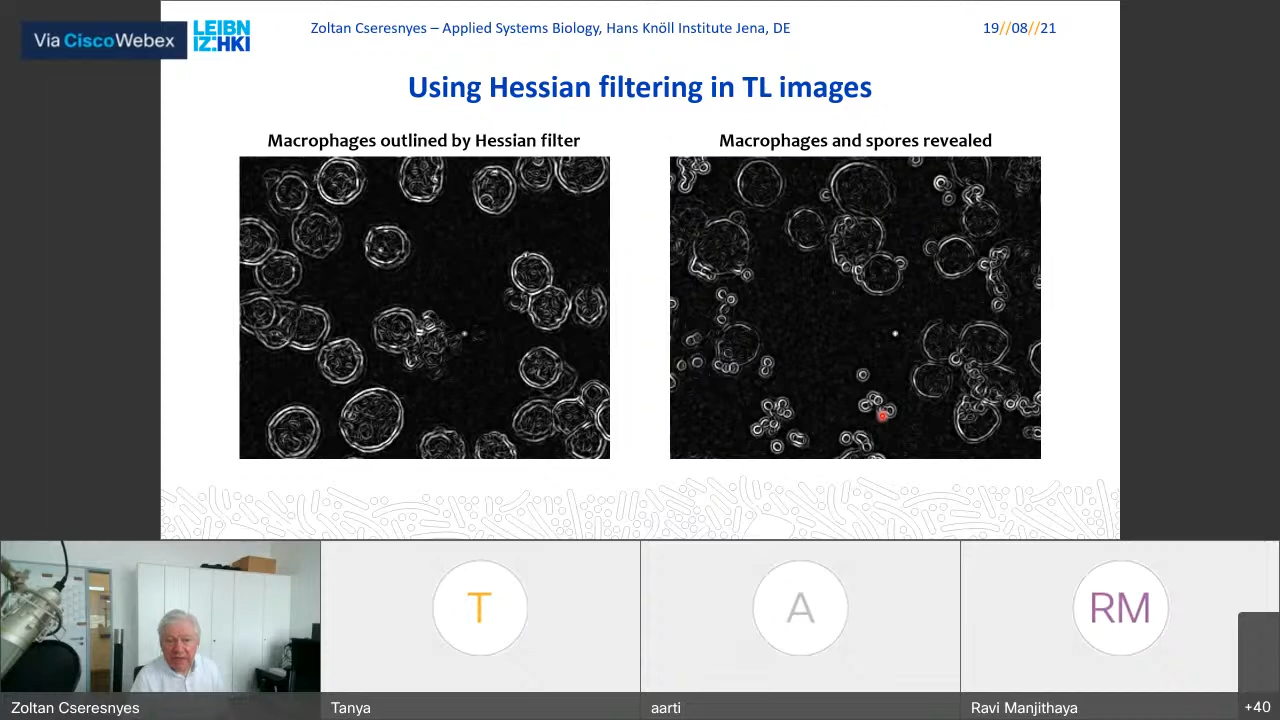 Via CiscoWebex
LEIBN
IZ:HKI
Zoltan Cseresnyes – Applied Systems Biology, Hans Knöll Institute Jena, DE
19//08//21
Using Hessian filtering in TL images
Macrophages outlined by Hessian filter
Macrophages and spores revealed
T
A
RM
Zoltan Cseresnyes
Tanya
aarti
Ravi Manjithaya
+40